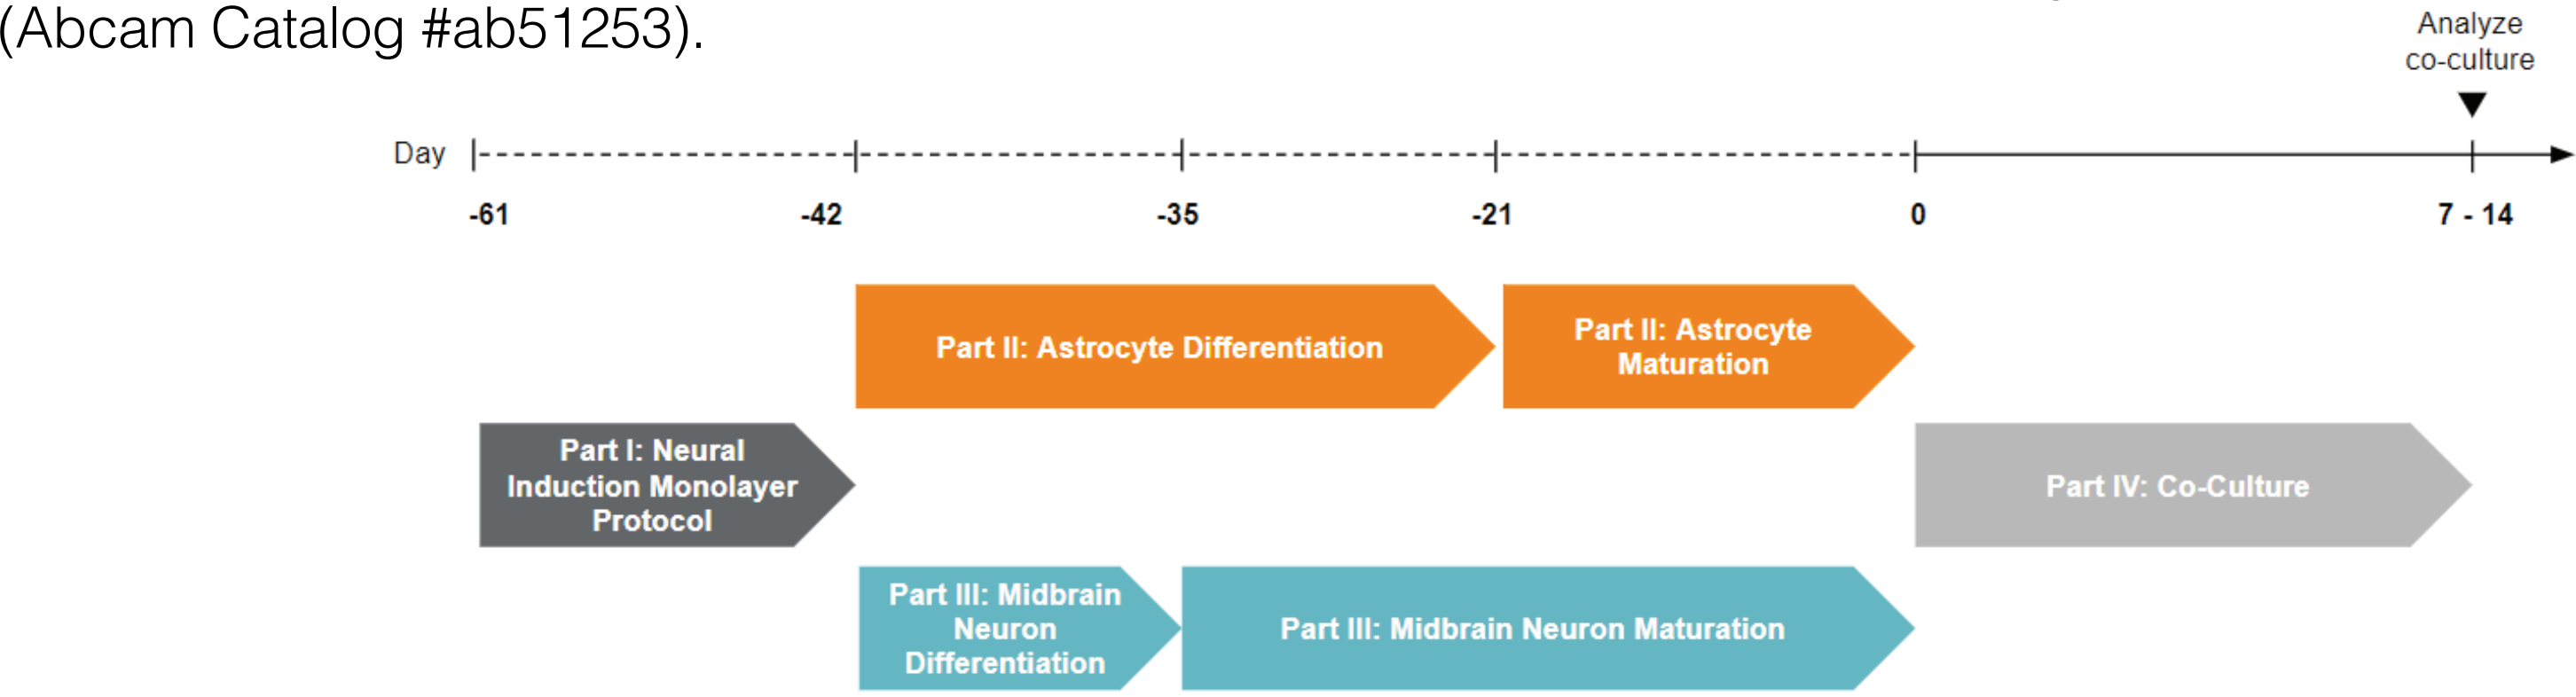 (Abcam Catalog #ab51253).
Analyze
co-culture
Day
-61
-42
-35
-21
0
7 - 14
Part II: Astrocyte Differentiation
Part II: Astrocyte
Maturation
Part I: Neural
Induction Monolayer
Protocol
Part IV: Co-Culture
Part III: Midbrain
Neuron
Differentiation
Part III: Midbrain Neuron Maturation